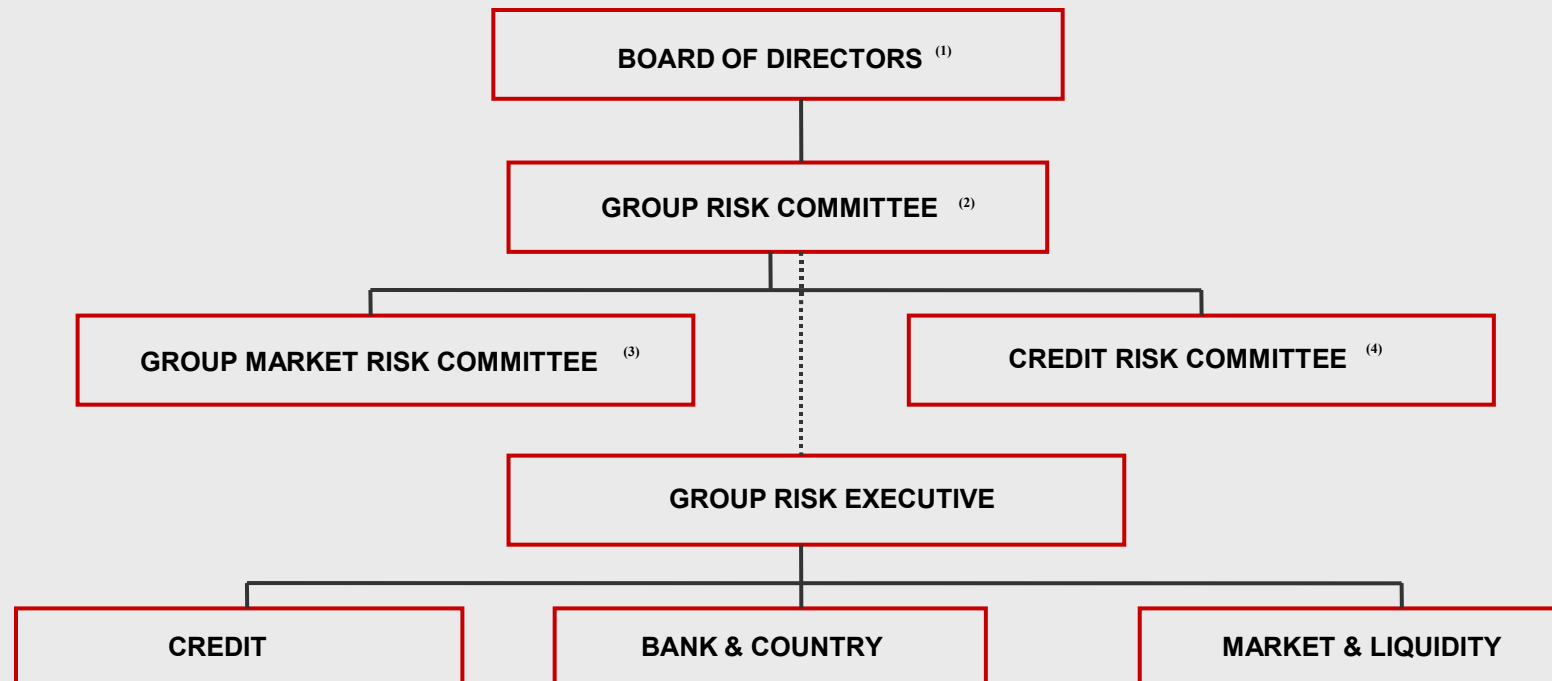 BOARD OF DIRECTORS (1)
GROUP RISK COMMITTEE (2)
GROUP MARKET RISK COMMITTEE (3)
CREDIT RISK COMMITTEE (4)
GROUP RISK EXECUTIVE
CREDIT
BANK & COUNTRY
MARKET & LIQUIDITY